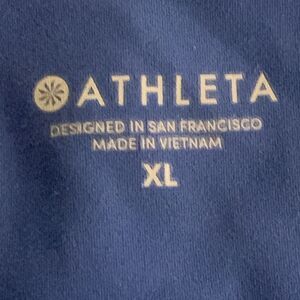 ATHLETA
DESIGNED IN SAN FRANCISCO
MADE IN VIETNAM
XL